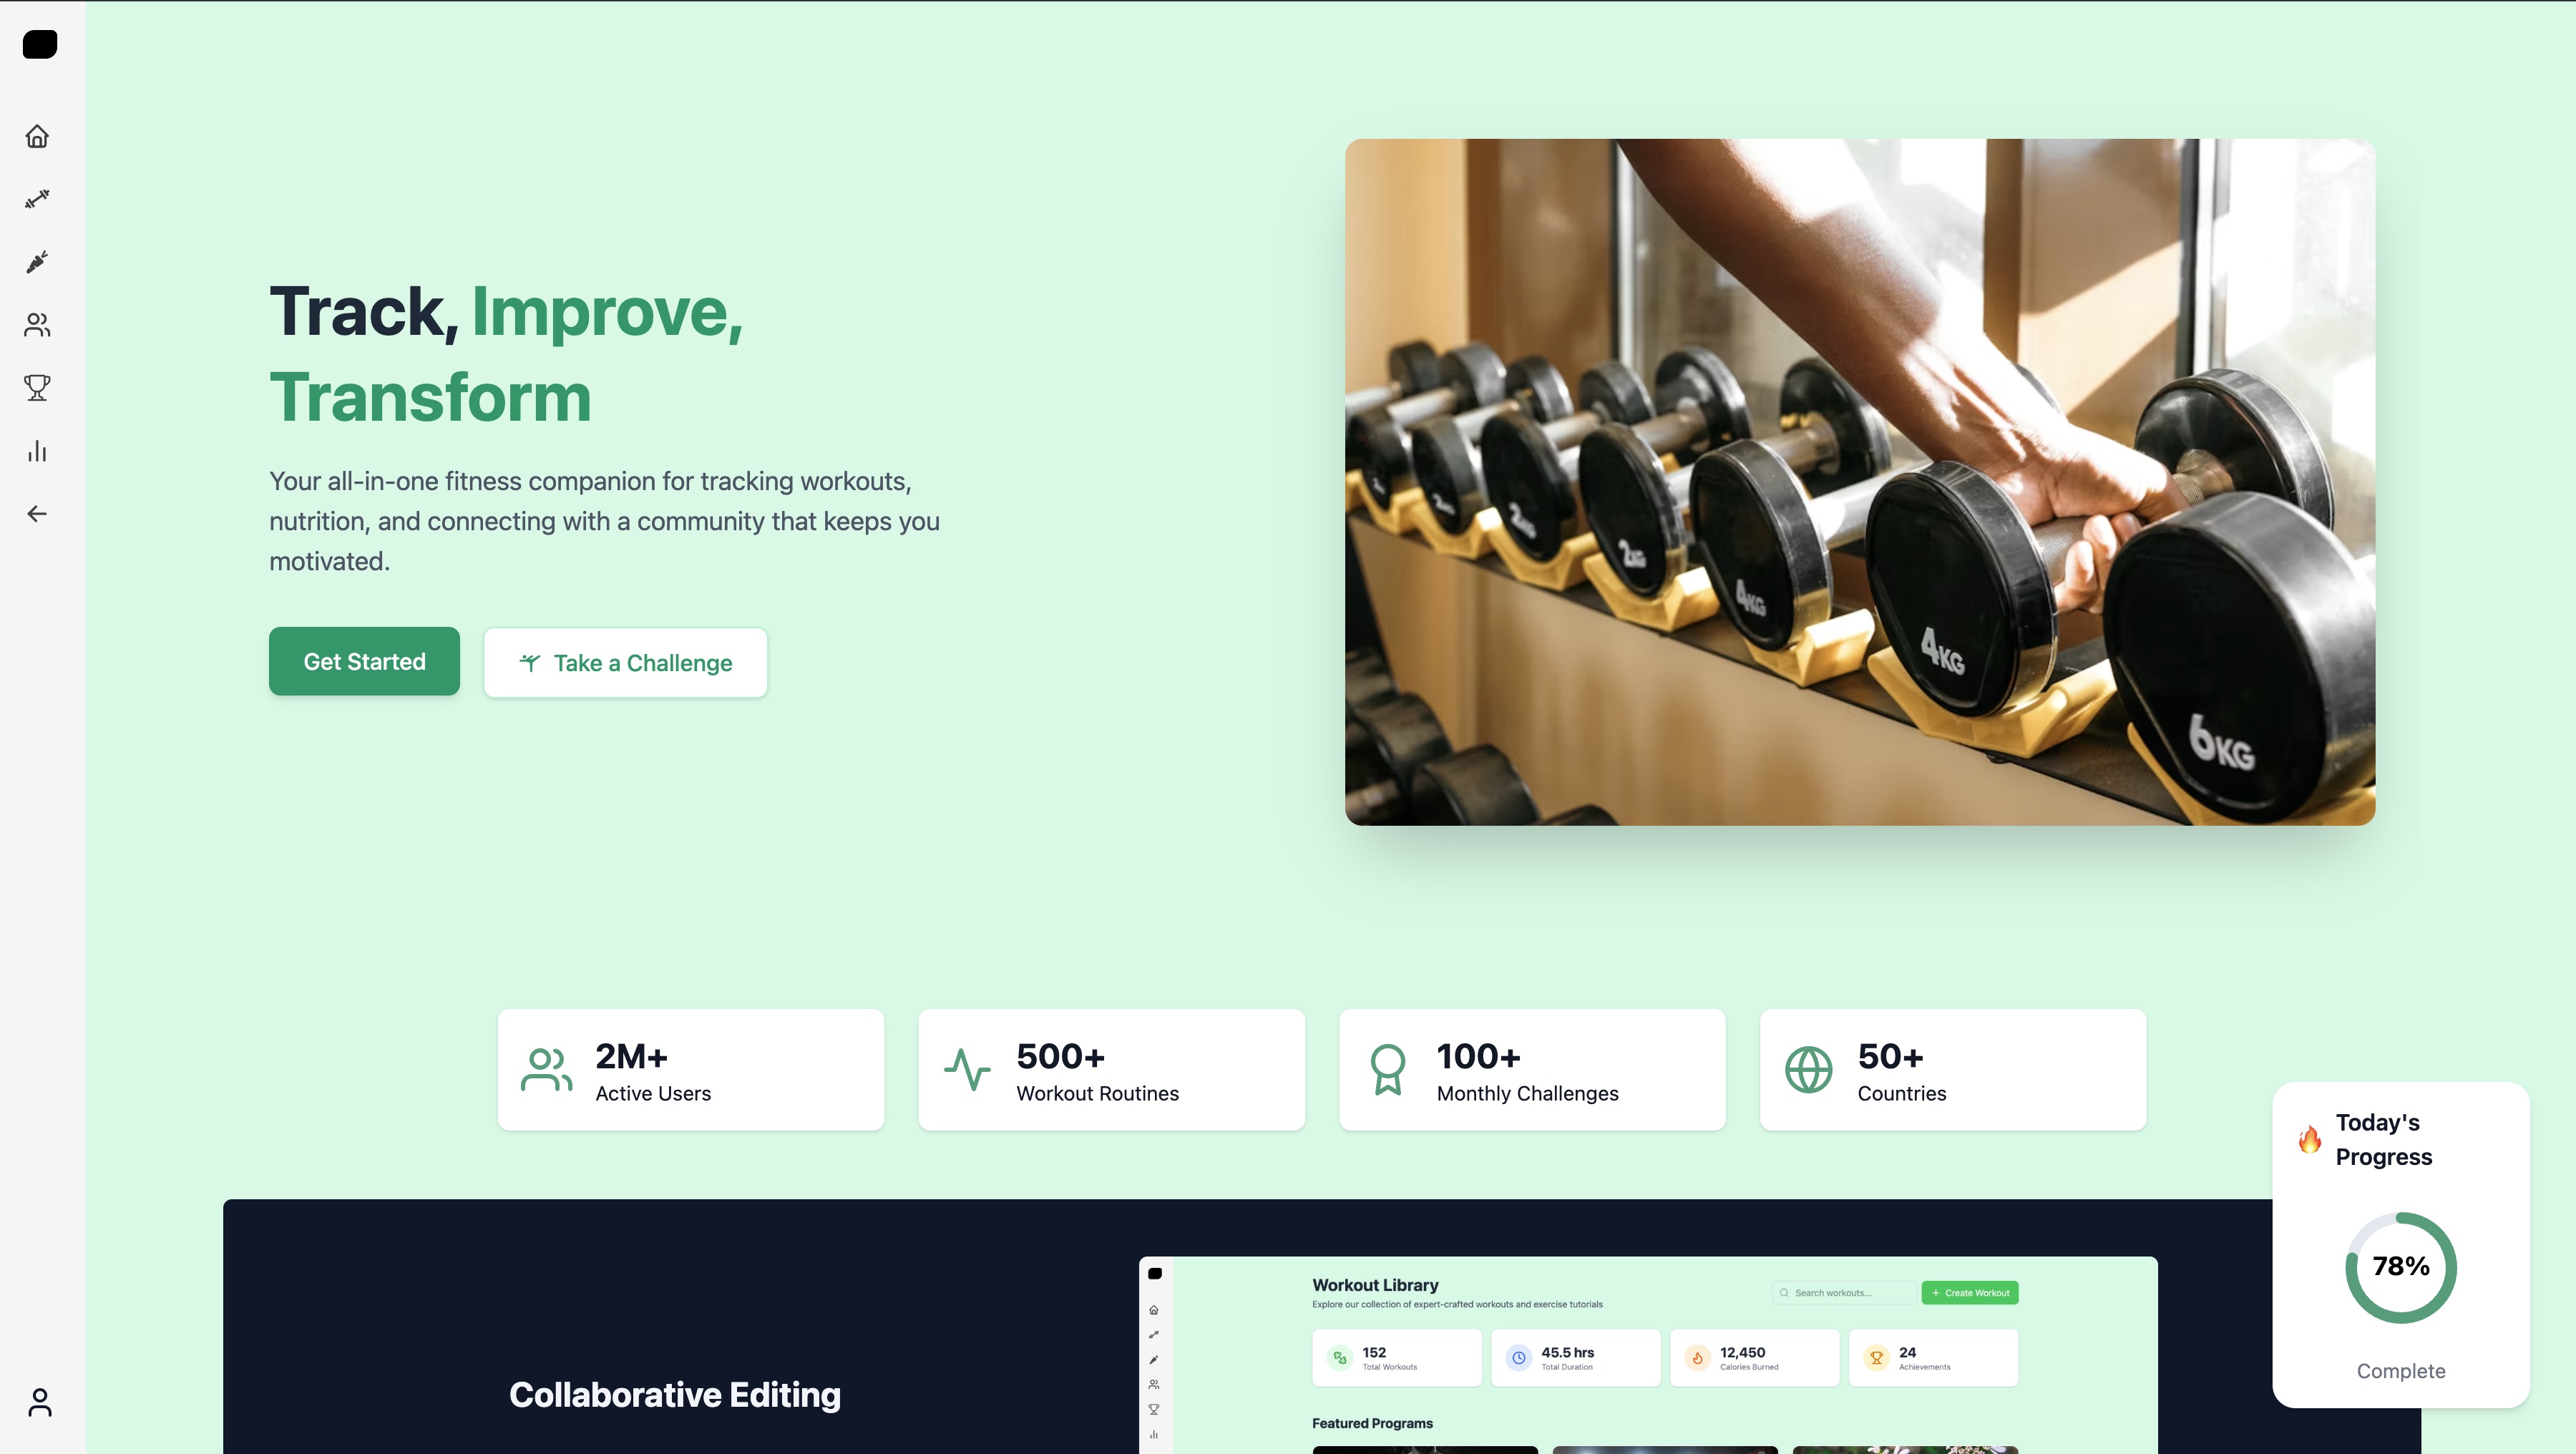 Track, Improve,
Transform
Your all-in-one fitness companion for tracking workouts,
nutrition, and connecting with a community that keeps you
motivated.
Get Started
Take a Challenge
2KG
2KG
4KG
4KG
6KG
2M+
Active Users
500+
Workout Routines
100+
Monthly Challenges
50+
Countries
Today's
Progress
78%
Complete
Collaborative Editing
Workout Library
Explore our collection of expert-crafted workouts and exercise tutorials
Search workouts...
+ Create Workout
152
Total Workouts
45.5 hrs
Total Duration
12,450
Calories Burned
24
Achievements
Featured Programs